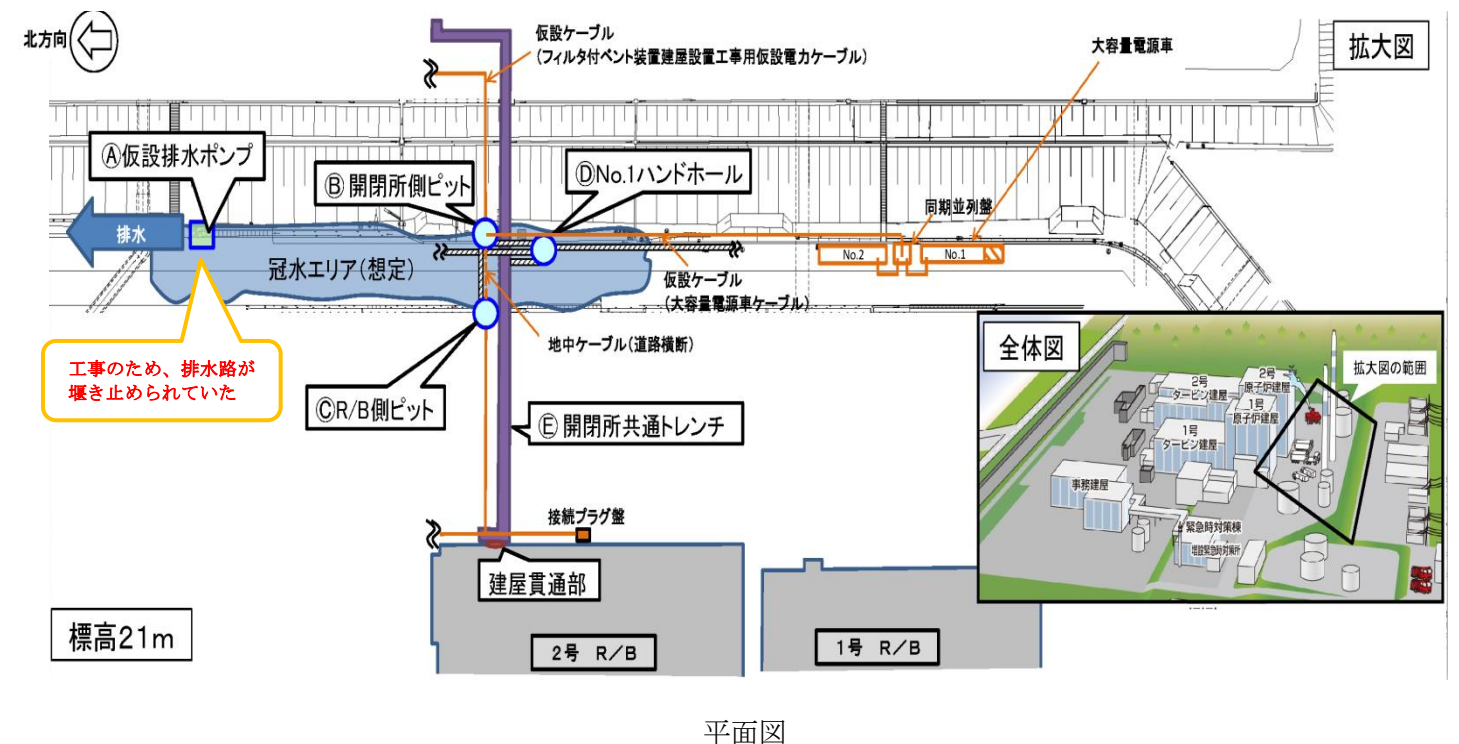 北方向
仮設ケーブル
(フィルタ付ベント装置建屋設置工事用仮設電力ケーブル)
大容量電源車
拡大図
Ⓐ仮設排水ポンプ
Ⓑ開閉所側ピット
ⒹNo.1ハンドホール
排水
冠水エリア(想定)
同期並列盤
No.2
No.1
仮設ケーブル
(大容量電源車ケーブル)
地中ケーブル(道路横断)
工事のため、排水路が
堰き止められていた
ⒸR/B側ピット
Ⓔ開閉所共通トレンチ
接続プラグ盤
建屋貫通部
標高21m
2号 R/B
1号 R/B
全体図
拡大図の範囲
2号
タービン建屋
2号
原子炉建屋
1号
原子炉建屋
1号
タービン建屋
事務建屋
緊急時対策棟
増設緊急時対策所
平面図